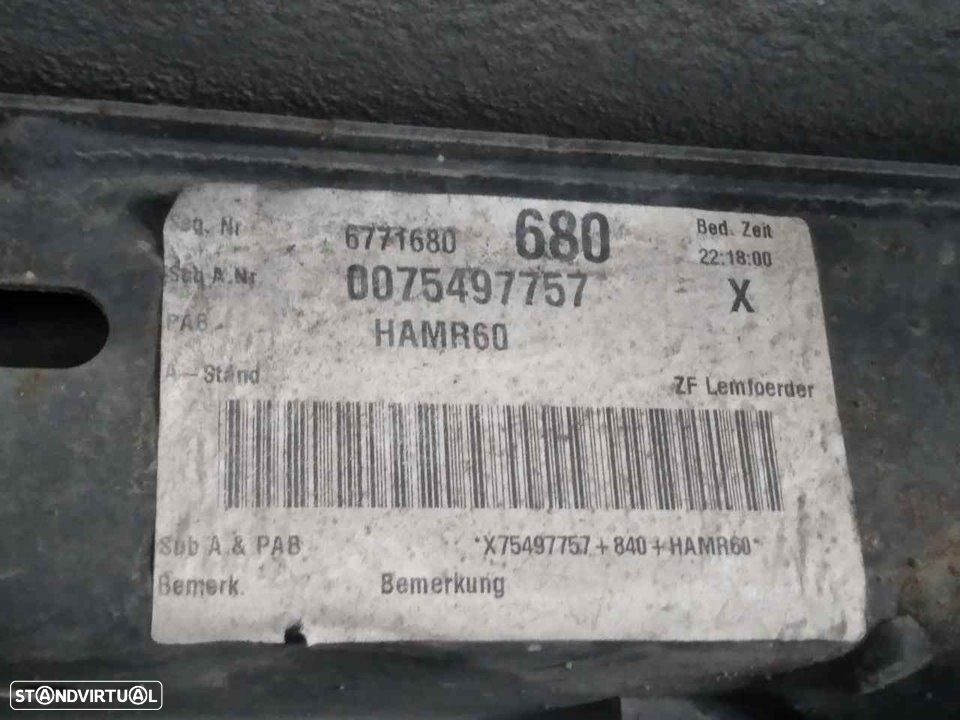 Seq. Nr 6771680 680 Bed. Zeit
22:18:00
Seq A.Nr 0075497757 X
PAB HAMR60
A-Stand
ZF Lemfoerder
Sub A & PAB *X75497757+840+HAMR60*
Bemerk. Bemerkung
STANDVIRTUAL